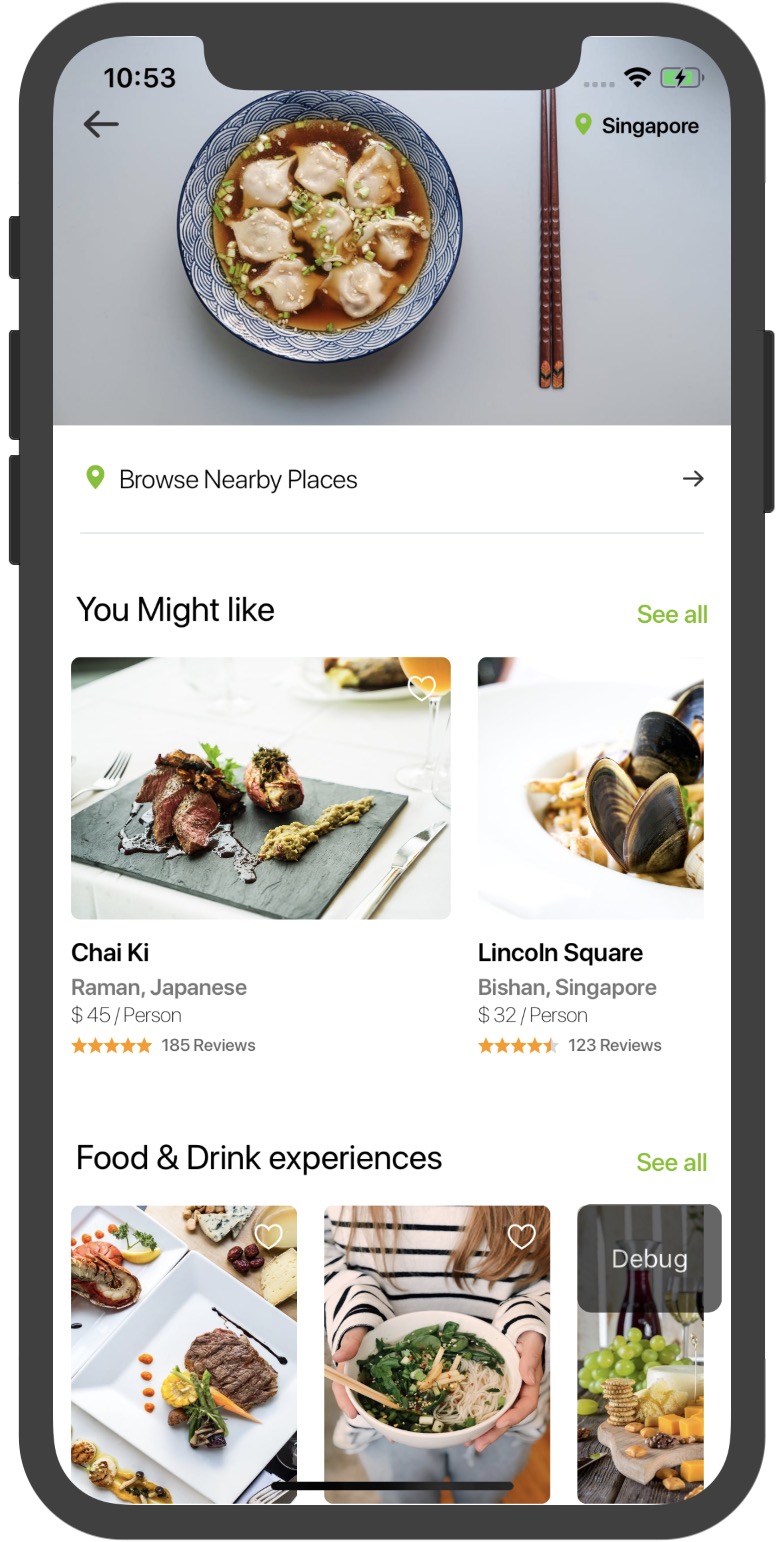 10:53
Singapore
Browse Nearby Places
You Might like
See all
Chai Ki
Raman, Japanese
$ 45 / Person
185 Reviews
Lincoln Square
Bishan, Singapore
$ 32 / Person
123 Reviews
Food & Drink experiences
See all
Debug